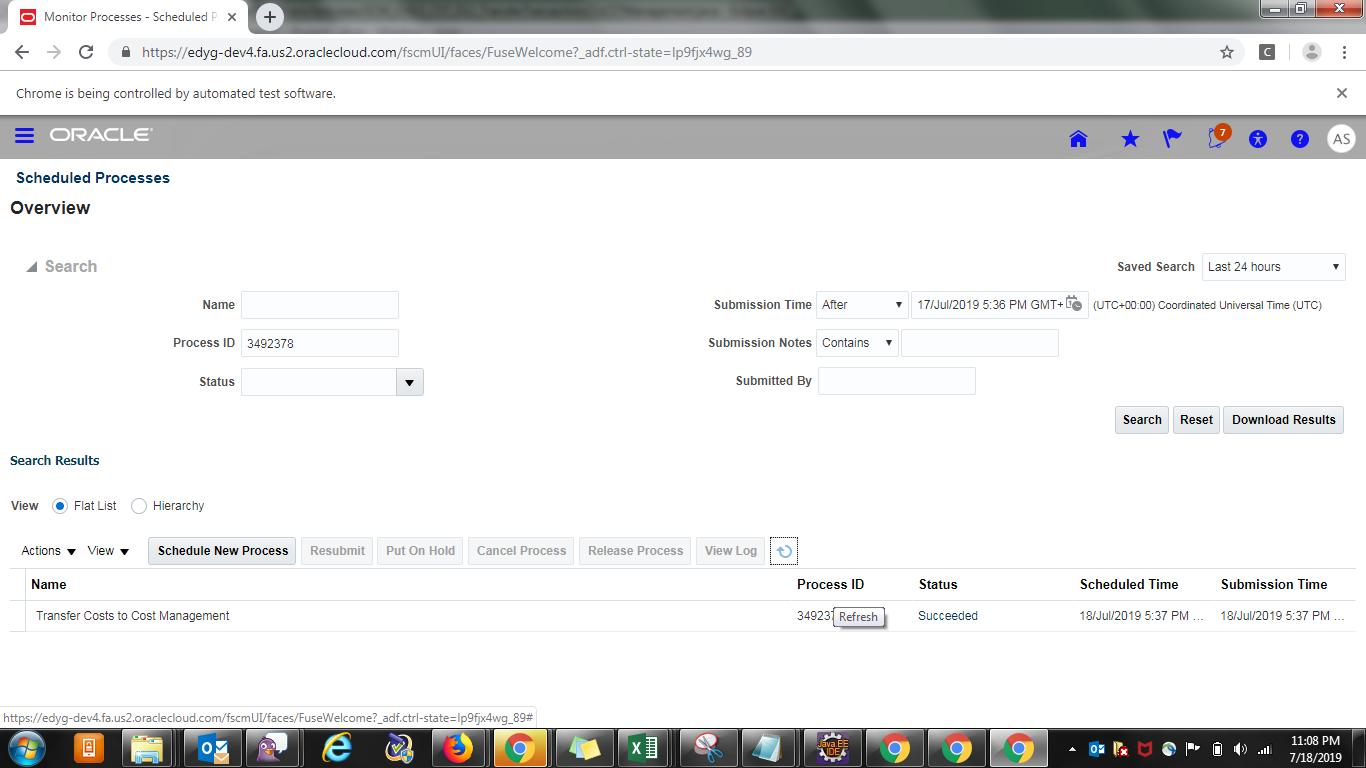 Monitor Processes - Scheduled P
https://edyg-dev4.fa.us2.oraclecloud.com/fscmUI/faces/FuseWelcome?_adf.ctrl-state=lp9fjx4wg_89
C
Chrome is being controlled by automated test software.
ORACLE
7
AS
Scheduled Processes
Overview
Search
Saved Search Last 24 hours
Name
Submission Time After 17/Jul/2019 5:36 PM GMT+ (UTC+00:00) Coordinated Universal Time (UTC)
Process ID 3492378
Submission Notes Contains
Status
Submitted By
Search Reset Download Results
Search Results
View Flat List Hierarchy
Actions View Schedule New Process Resubmit Put On Hold Cancel Process Release Process View Log
Name Process ID Status Scheduled Time Submission Time
Transfer Costs to Cost Management 34923 Succeeded 18/Jul/2019 5:37 PM ... 18/Jul/2019 5:37 PM ...
Refresh
https://edyg-dev4.fa.us2.oraclecloud.com/fscmUI/faces/FuseWelcome?_adf.ctrl-state=lp9fjx4wg_89#
Java EE
IDE
11:08 PM
7/18/2019